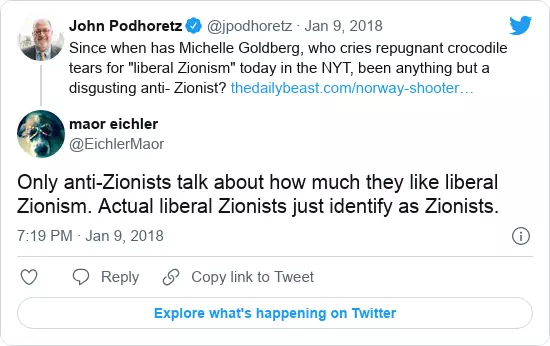 John Podhoretz @jpodhoretz · Jan 9, 2018
Since when has Michelle Goldberg, who cries repugnant crocodile
tears for "liberal Zionism" today in the NYT, been anything but a
disgusting anti- Zionist? thedailybeast.com/norway-shooter…
maor eichler
@EichlerMaor
Only anti-Zionists talk about how much they like liberal
Zionism. Actual liberal Zionists just identify as Zionists.
7:19 PM · Jan 9, 2018
Reply Copy link to Tweet
Explore what's happening on Twitter